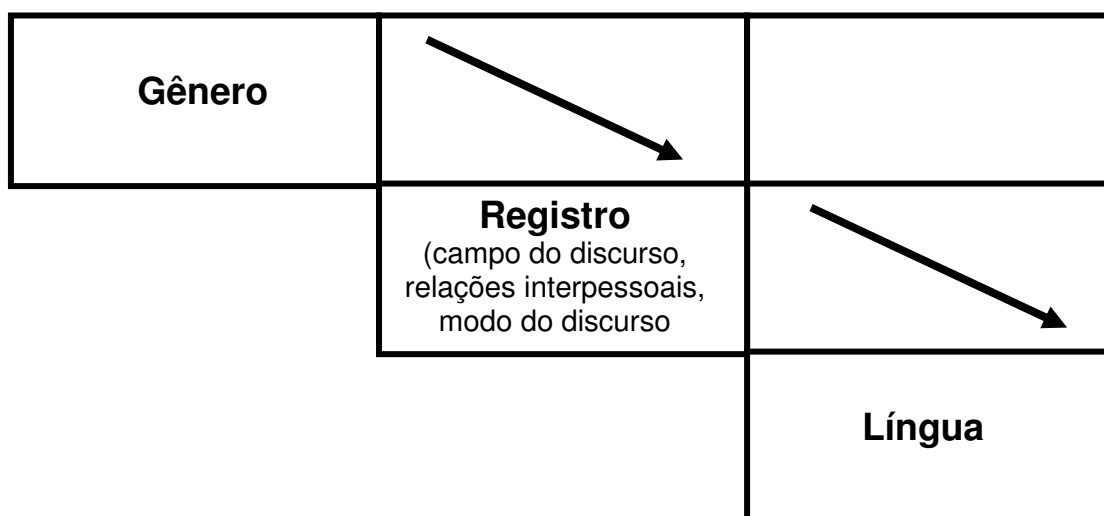 Gênero
Registro
(campo do discurso,
relações interpessoais,
modo do discurso
Língua